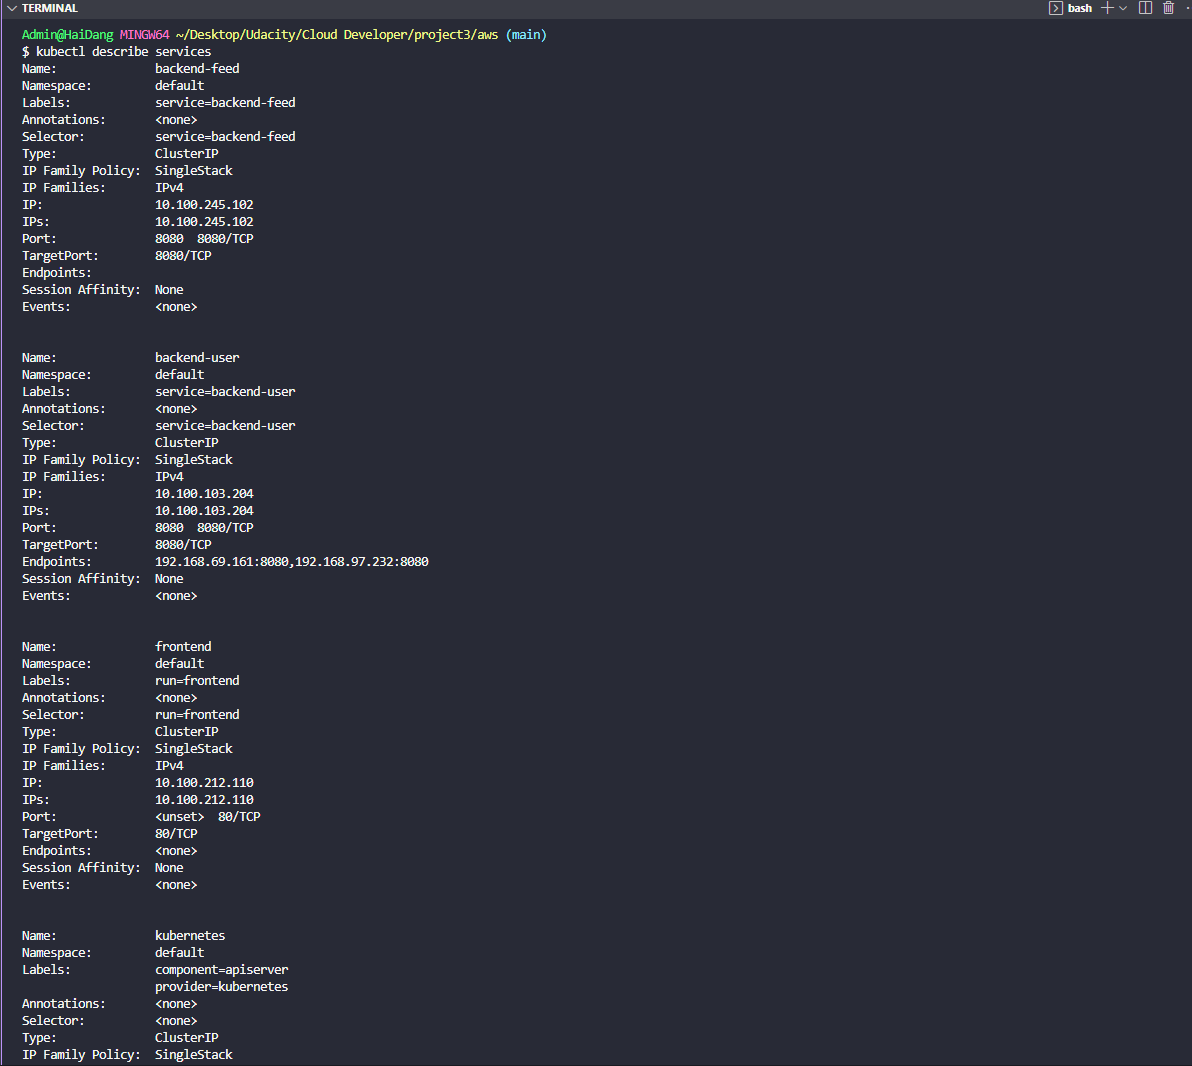 TERMINAL
bash
Admin@HaiDang MINGW64 ~/Desktop/Udacity/Cloud Developer/project3/aws (main)
$ kubectl describe services
Name:              backend-feed
Namespace:         default
Labels:            service=backend-feed
Annotations:       <none>
Selector:          service=backend-feed
Type:              ClusterIP
IP Family Policy:  SingleStack
IP Families:       IPv4
IP:                10.100.245.102
IPs:               10.100.245.102
Port:              8080  8080/TCP
TargetPort:        8080/TCP
Endpoints:
Session Affinity:  None
Events:            <none>
Name:              backend-user
Namespace:         default
Labels:            service=backend-user
Annotations:       <none>
Selector:          service=backend-user
Type:              ClusterIP
IP Family Policy:  SingleStack
IP Families:       IPv4
IP:                10.100.103.204
IPs:               10.100.103.204
Port:              8080  8080/TCP
TargetPort:        8080/TCP
Endpoints:         192.168.69.161:8080,192.168.97.232:8080
Session Affinity:  None
Events:            <none>
Name:              frontend
Namespace:         default
Labels:            run=frontend
Annotations:       <none>
Selector:          run=frontend
Type:              ClusterIP
IP Family Policy:  SingleStack
IP Families:       IPv4
IP:                10.100.212.110
IPs:               10.100.212.110
Port:              <unset>  80/TCP
TargetPort:        80/TCP
Endpoints:         <none>
Session Affinity:  None
Events:            <none>
Name:              kubernetes
Namespace:         default
Labels:            component=apiserver
                   provider=kubernetes
Annotations:       <none>
Selector:          <none>
Type:              ClusterIP
IP Family Policy:  SingleStack